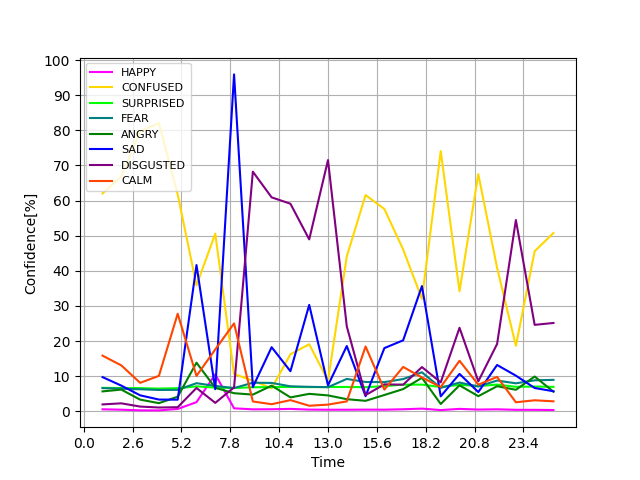 100
90
80
70
60
50
40
30
20
10
0
Confidence[%]
HAPPY
CONFUSED
SURPRISED
FEAR
ANGRY
SAD
DISGUSTED
CALM
0.0 2.6 5.2 7.8 10.4 13.0 15.6 18.2 20.8 23.4
Time